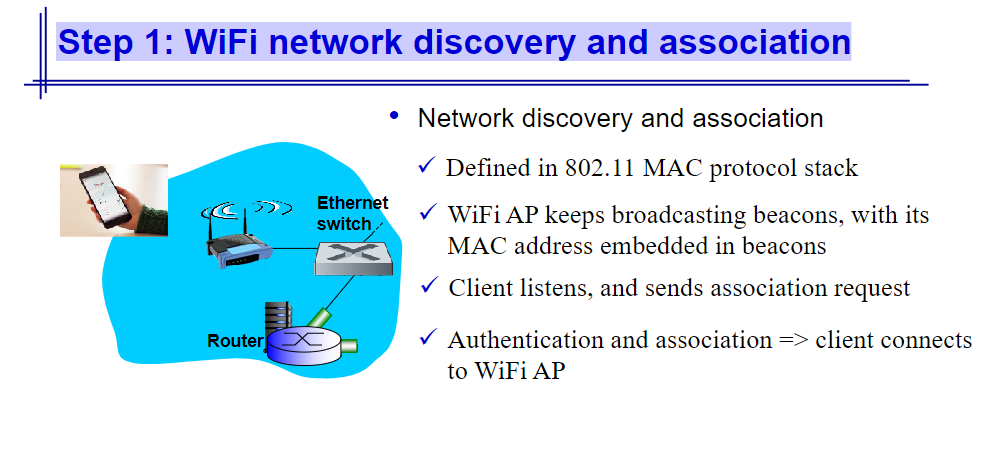 Step 1: WiFi network discovery and association
• Network discovery and association
✓ Defined in 802.11 MAC protocol stack
✓ WiFi AP keeps broadcasting beacons, with its
MAC address embedded in beacons
✓ Client listens, and sends association request
✓ Authentication and association => client connects
to WiFi AP
Ethernet
switch
Router